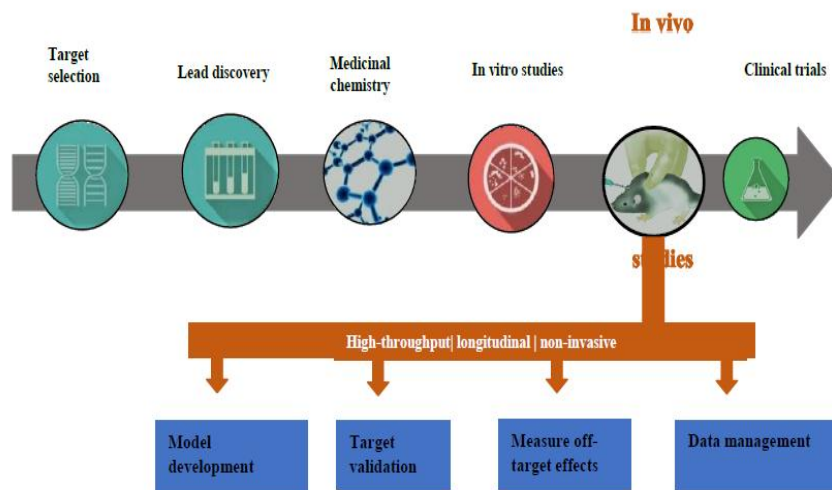 In vivo
Target
selection
Lead discovery
Medicinal
chemistry
In vitro studies
Clinical trials
studies
High-throughput| longitudinal | non-invasive
Model
development
Target
validation
Measure off-
target effects
Data management